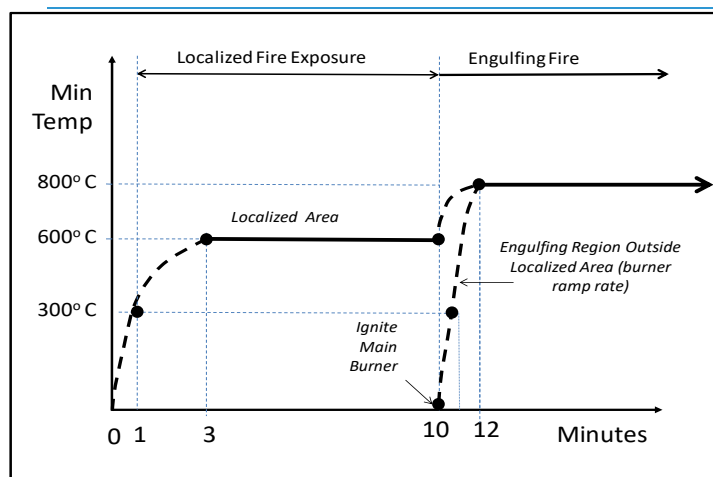 Localized Fire Exposure
Engulfing Fire
Min
Temp
800° C
600° C
300° C
Localized Area
Engulfing Region Outside
Localized Area (burner
ramp rate)
Ignite
Main
Burner
0 1 3 10 12 Minutes